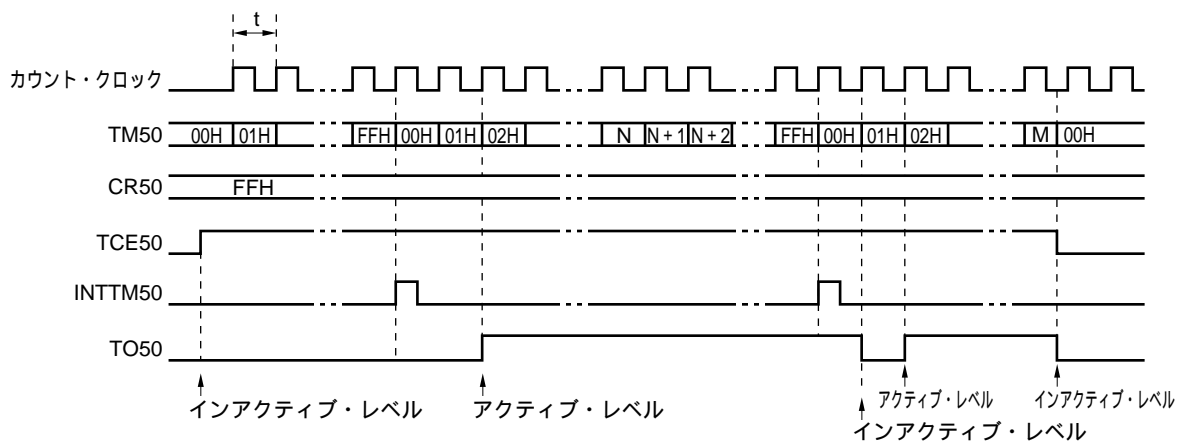 t
カウント・クロック
TM50 00H 01H FFH 00H 01H 02H N N + 1 N + 2 FFH 00H 01H 02H M 00H
CR50 FFH
TCE50
INTTM50
TO50
インアクティブ・レベル アクティブ・レベル アクティブ・レベル インアクティブ・レベル
インアクティブ・レベル